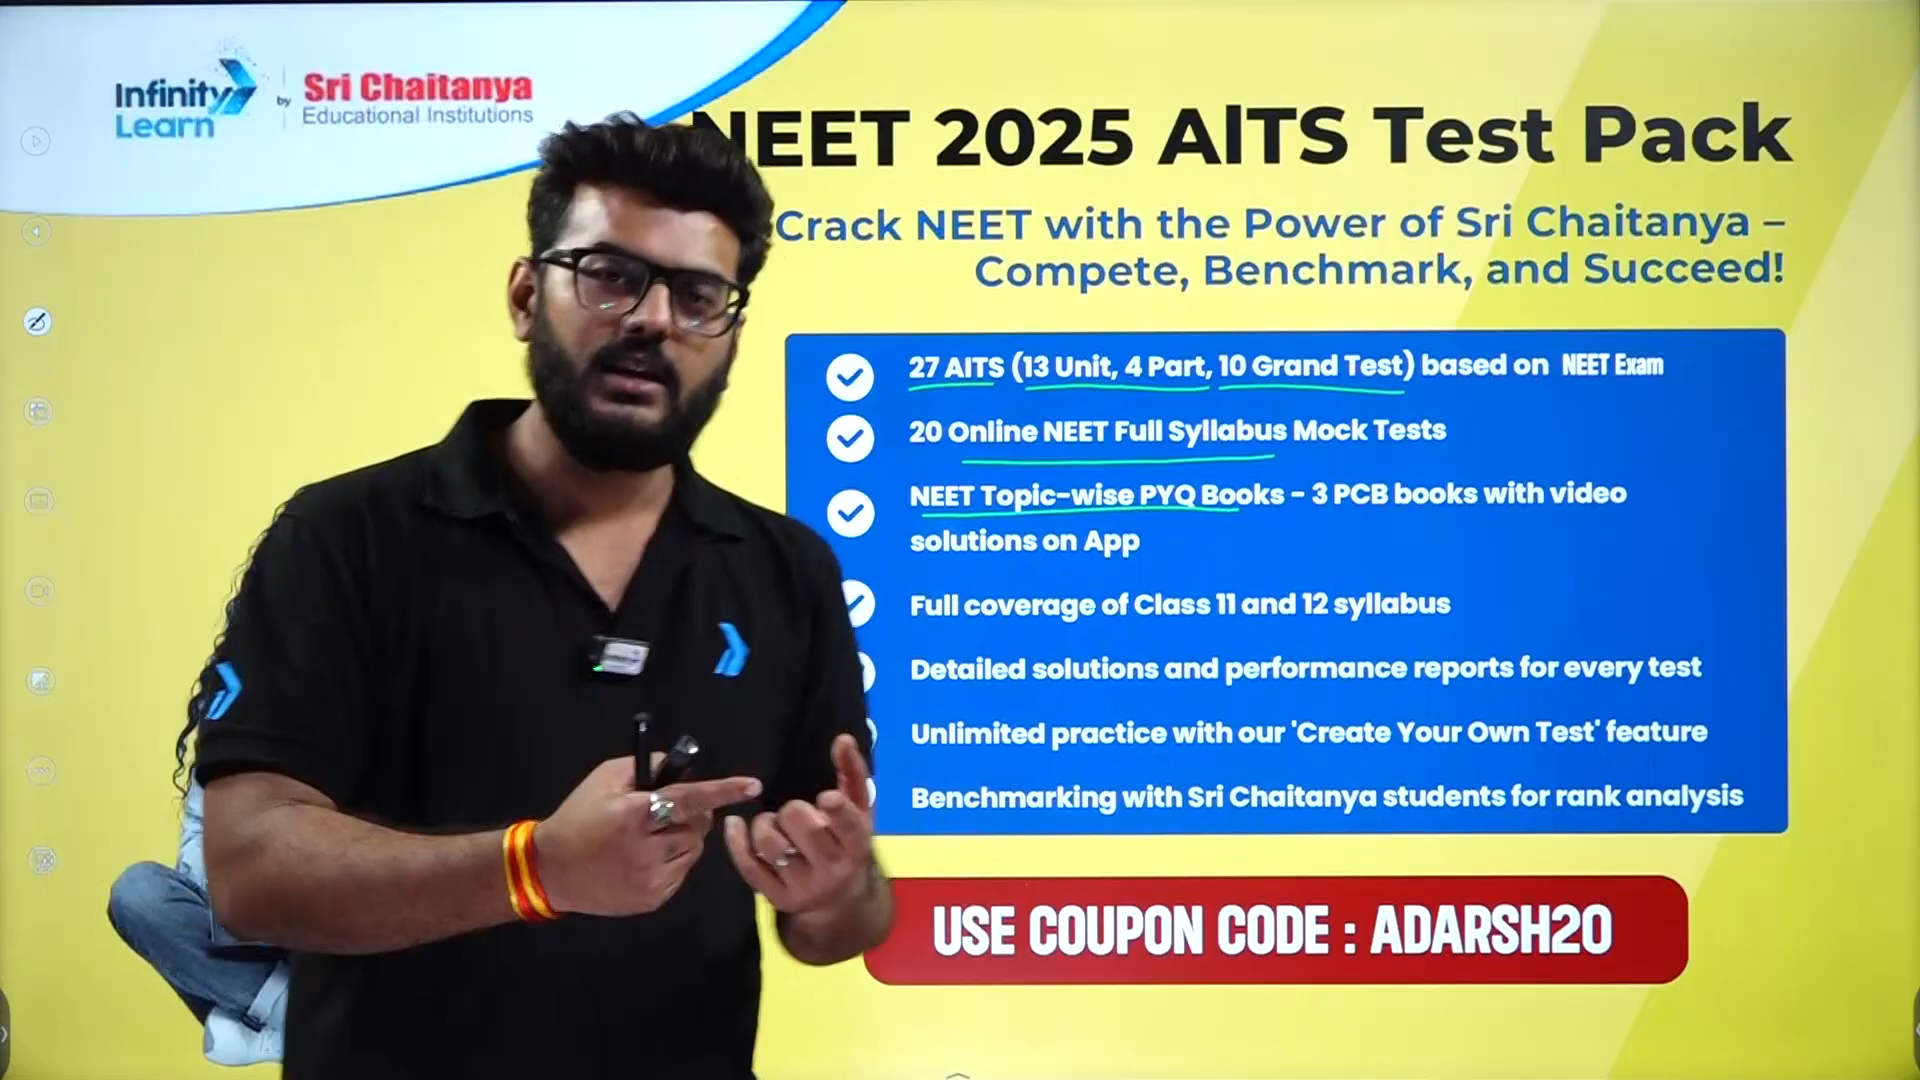 Infinity
Learn
by
Sri Chaitanya
Educational Institutions
NEET 2025 AITS Test Pack
Crack NEET with the Power of Sri Chaitanya –
Compete, Benchmark, and Succeed!
27 AITS (13 Unit, 4 Part, 10 Grand Test) based on NEET Exam
20 Online NEET Full Syllabus Mock Tests
NEET Topic-wise PYQ Books - 3 PCB books with video
solutions on App
Full coverage of Class 11 and 12 syllabus
Detailed solutions and performance reports for every test
Unlimited practice with our 'Create Your Own Test' feature
Benchmarking with Sri Chaitanya students for rank analysis
USE COUPON CODE : ADARSH20